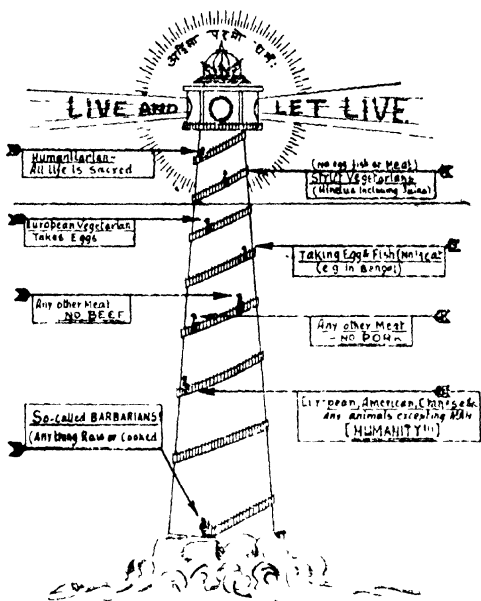 अहिंसा परमो धर्मः
LIVE AND LET LIVE.
Humanitarian-
All life is sacred
(No egg fish or Meat)
Strict Vegetarians
(Hindus including Jains)
European Vegetarian
Takes Eggs
Taking Egg & Fish (No Meat)
(e.g in Bengal)
Any other Meat
NO BEEF
Any other Meat
- NO PORK
European, American, Chinese &c
Any animals excepting MAN
[HUMANITY!!!]
So-called BARBARIANS
(Anything Raw or Cooked